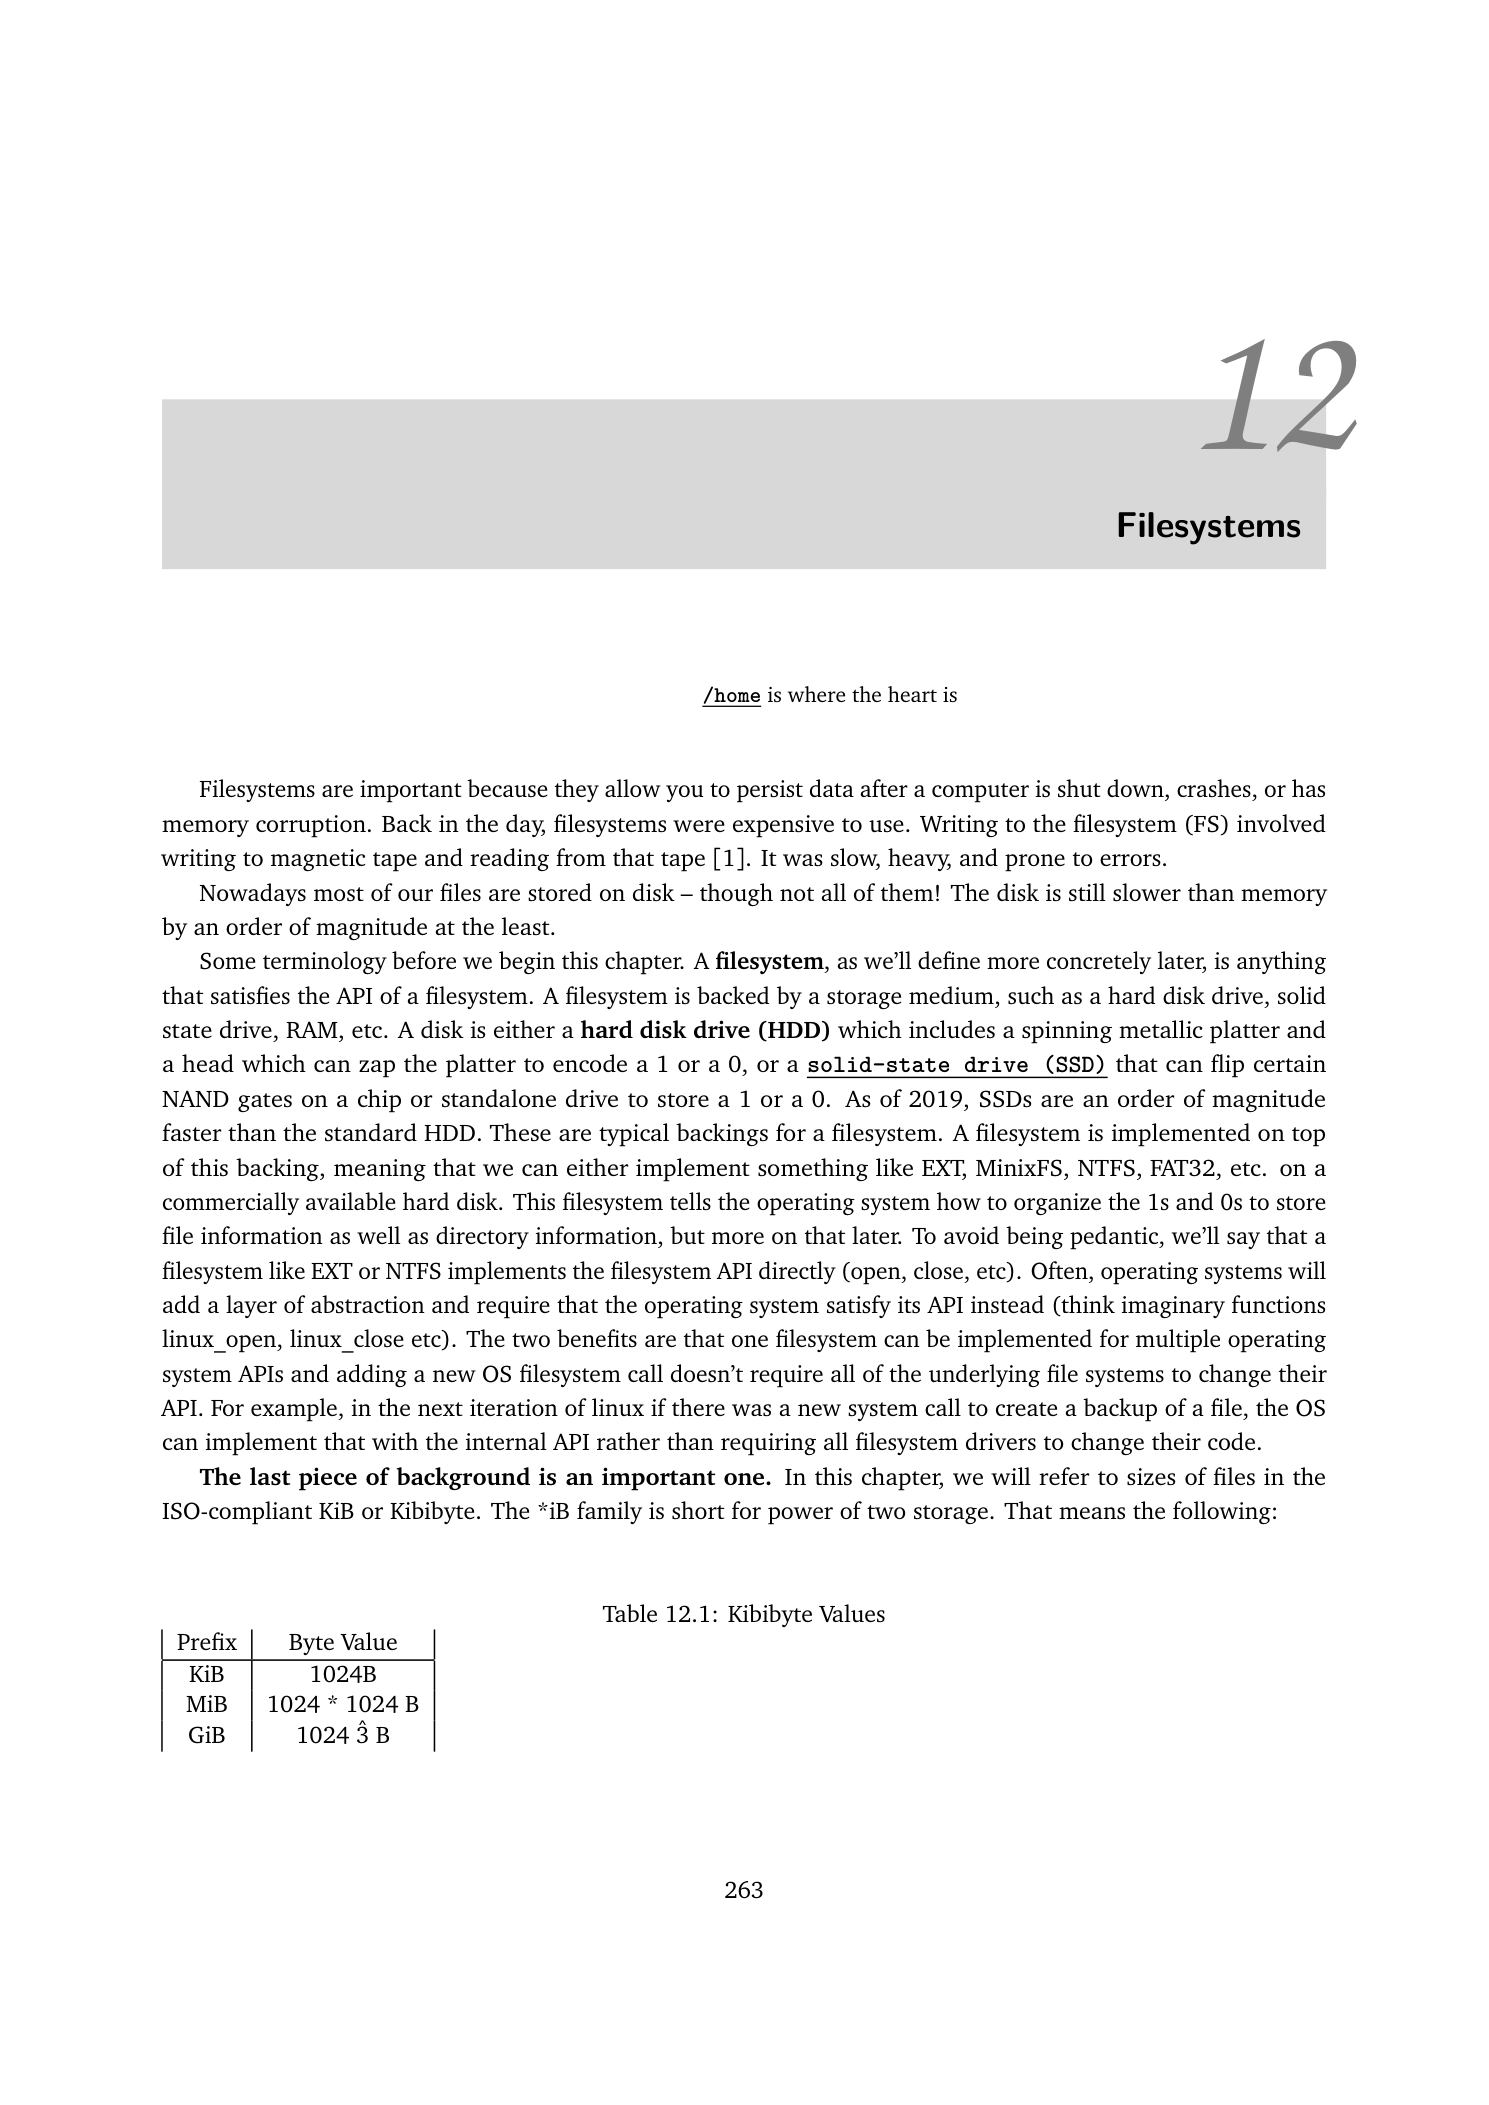 12
Filesystems
/home is where the heart is
Filesystems are important because they allow you to persist data after a computer is shut down, crashes, or has
memory corruption. Back in the day, filesystems were expensive to use. Writing to the filesystem (FS) involved
writing to magnetic tape and reading from that tape [1]. It was slow, heavy, and prone to errors.
Nowadays most of our files are stored on disk – though not all of them! The disk is still slower than memory
by an order of magnitude at the least.
Some terminology before we begin this chapter. A filesystem, as we’ll define more concretely later, is anything
that satisfies the API of a filesystem. A filesystem is backed by a storage medium, such as a hard disk drive, solid
state drive, RAM, etc. A disk is either a hard disk drive (HDD) which includes a spinning metallic platter and
a head which can zap the platter to encode a 1 or a 0, or a solid-state drive (SSD) that can flip certain
NAND gates on a chip or standalone drive to store a 1 or a 0. As of 2019, SSDs are an order of magnitude
faster than the standard HDD. These are typical backings for a filesystem. A filesystem is implemented on top
of this backing, meaning that we can either implement something like EXT, MinixFS, NTFS, FAT32, etc. on a
commercially available hard disk. This filesystem tells the operating system how to organize the 1s and 0s to store
file information as well as directory information, but more on that later. To avoid being pedantic, we’ll say that a
filesystem like EXT or NTFS implements the filesystem API directly (open, close, etc). Often, operating systems will
add a layer of abstraction and require that the operating system satisfy its API instead (think imaginary functions
linux_open, linux_close etc). The two benefits are that one filesystem can be implemented for multiple operating
system APIs and adding a new OS filesystem call doesn’t require all of the underlying file systems to change their
API. For example, in the next iteration of linux if there was a new system call to create a backup of a file, the OS
can implement that with the internal API rather than requiring all filesystem drivers to change their code.
The last piece of background is an important one. In this chapter, we will refer to sizes of files in the
ISO-compliant KiB or Kibibyte. The *iB family is short for power of two storage. That means the following:
Table 12.1: Kibibyte Values
Prefix Byte Value
KiB 1024B
MiB 1024 * 1024 B
GiB 1024 3̂ B
263